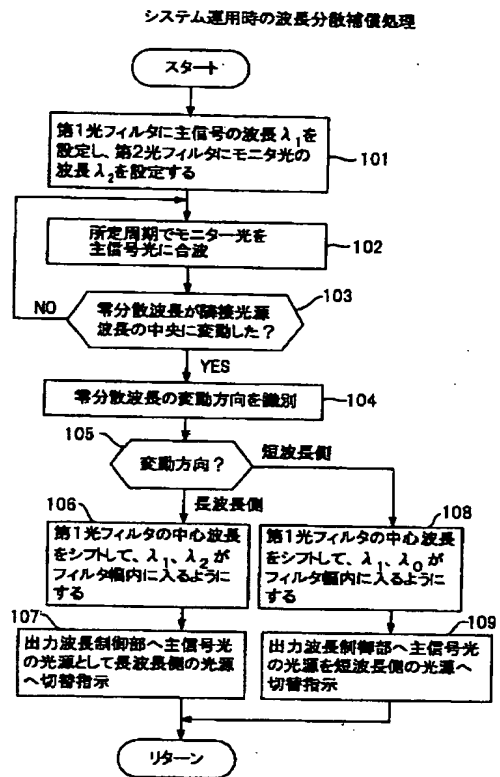 システム運用時の波長分散補償処理
スタート
第1光フィルタに主信号の波長λ1を
設定し、第2光フィルタにモニタ光の
波長λ2を設定する
101
所定周期でモニター光を
主信号光に合波
102
103
零分散波長が隣接光源
波長の中央に変動した?
NO
YES
零分散波長の変動方向を識別
104
105
変動方向?
短波長側
長波長側
106
第1光フィルタの中心波長
をシフトして、λ1、λ2が
フィルタ幅内に入るようにす
る
108
第1光フィルタの中心波長
をシフトして、λ1、λ0が
フィルタ幅内に入るように
する
107
出力波長制御部へ主信号光
の光源として長波長側の光源
へ切替指示
109
出力波長制御部へ主信号光
の光源を短波長側の光源へ
切替指示
リターン